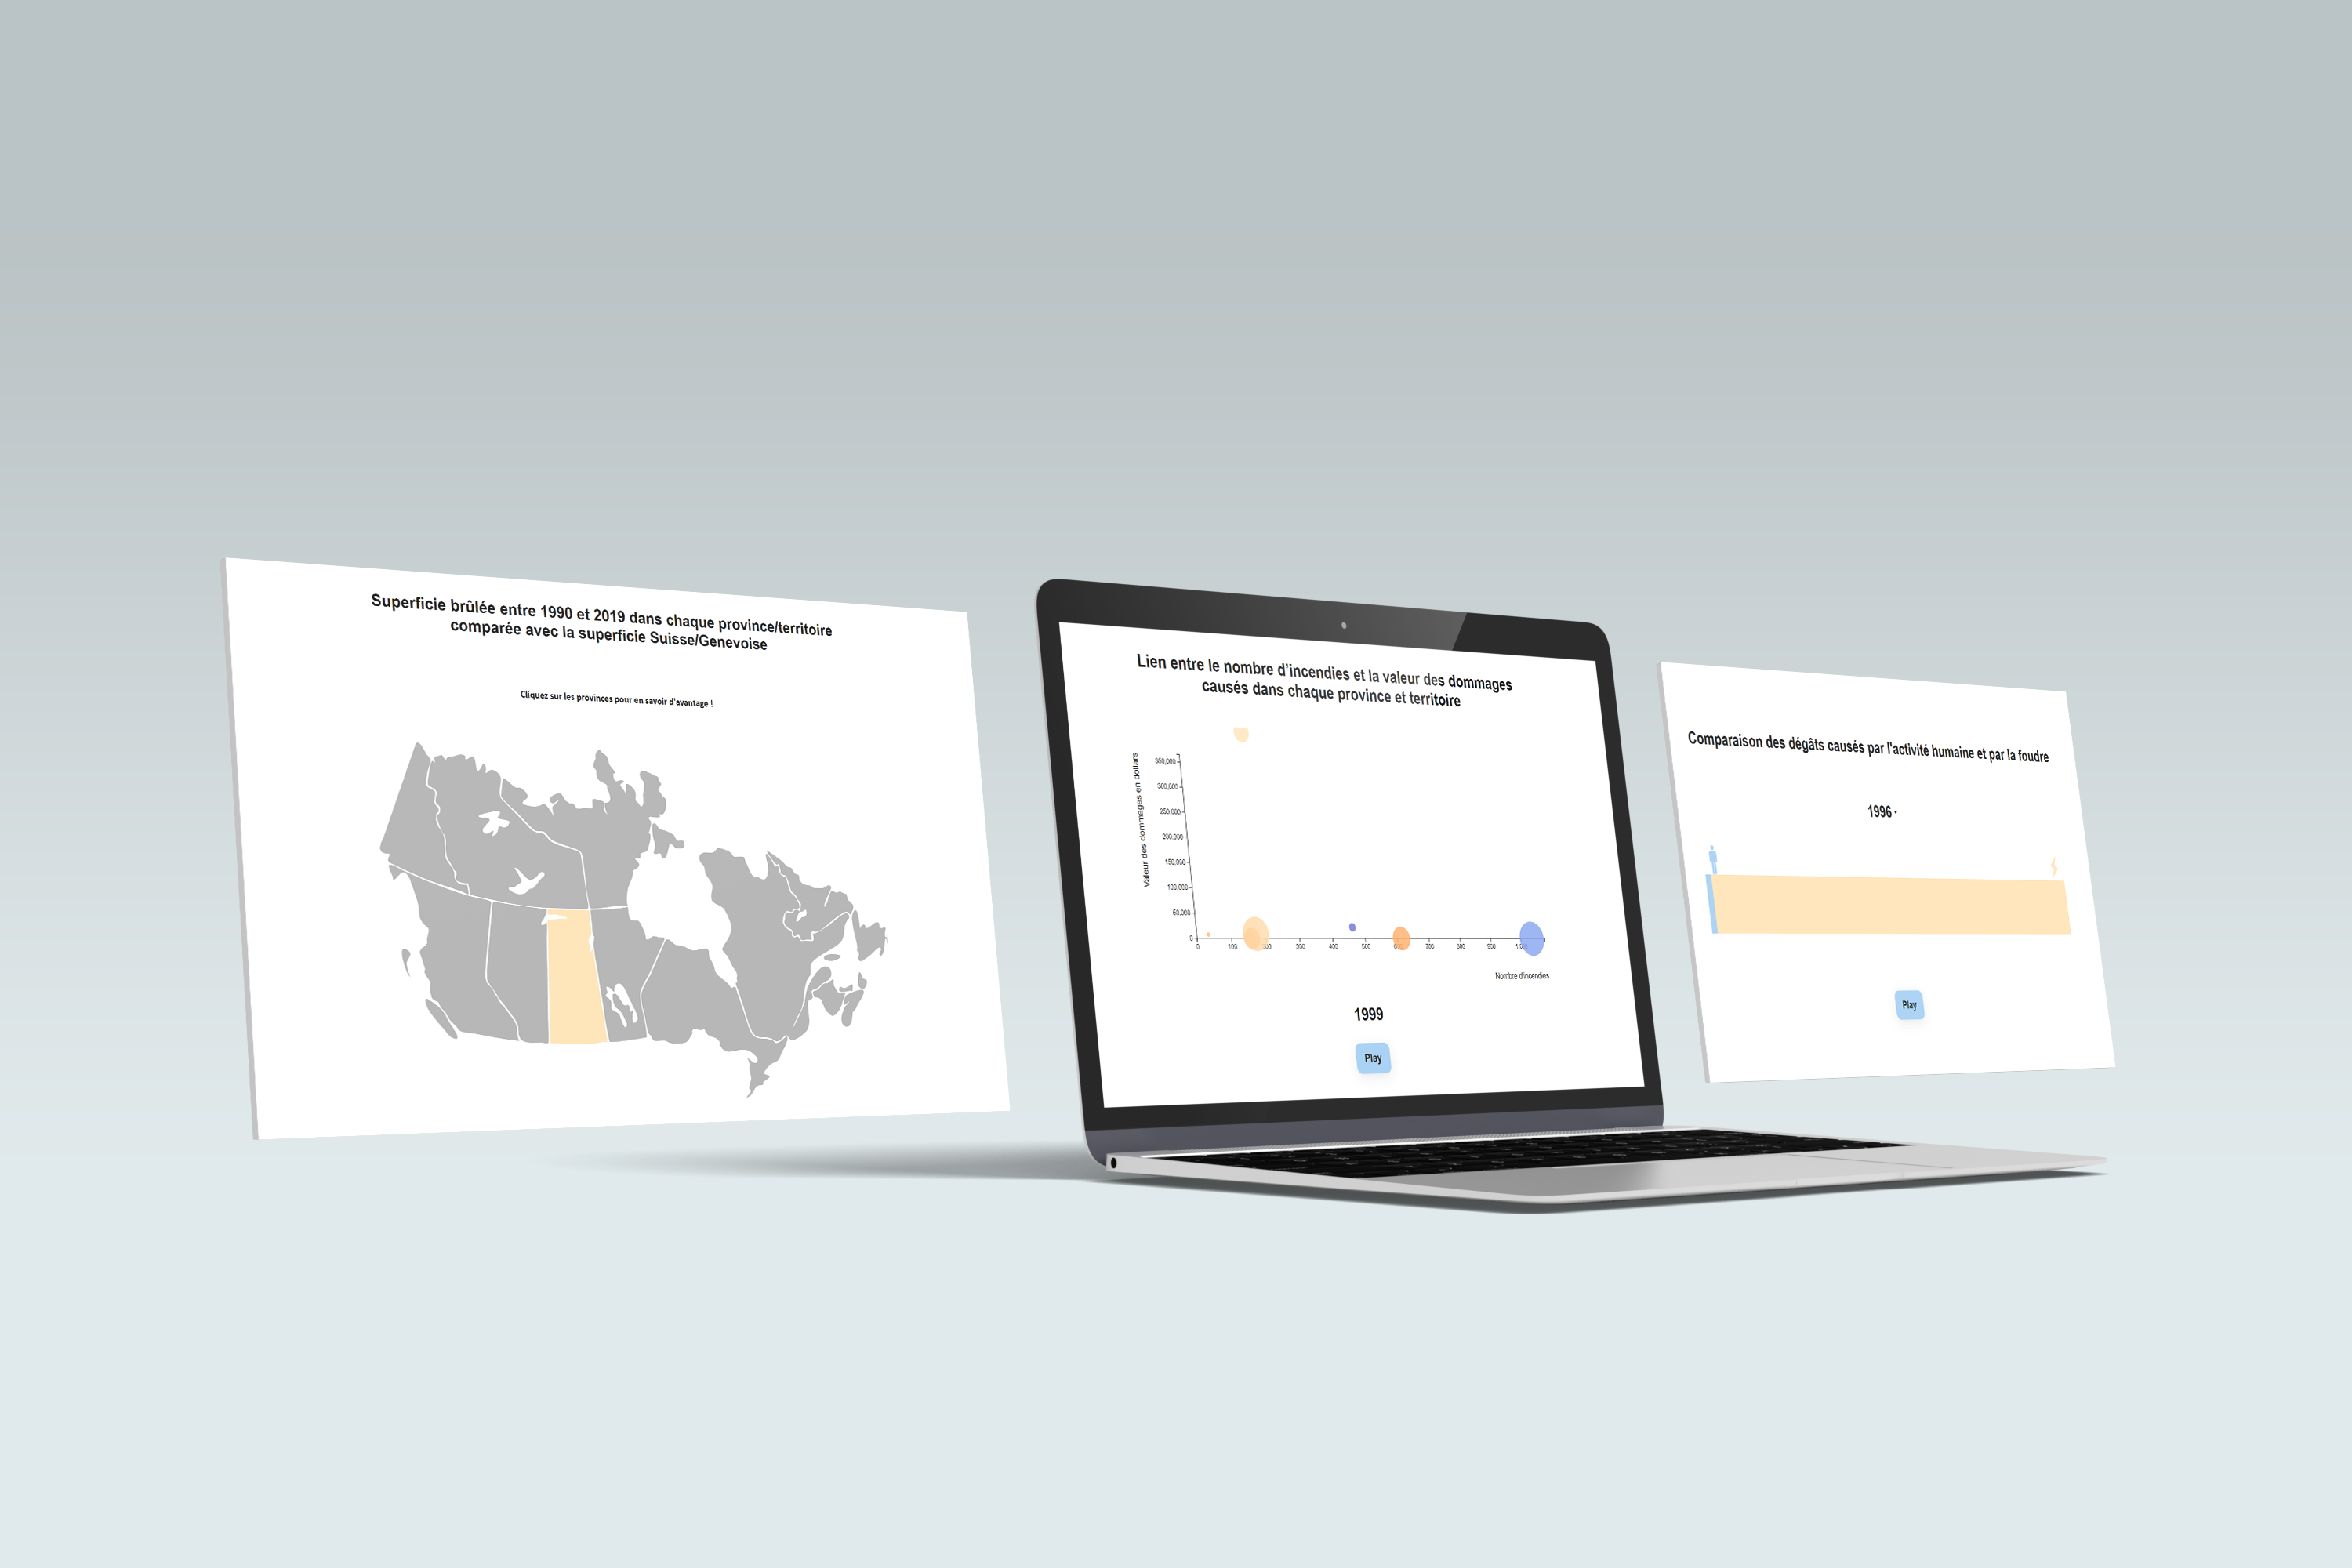 Superficie brûlée entre 1990 et 2019 dans chaque province/territoire
comparée avec la superficie Suisse/Genevoise
Cliquez sur les provinces pour en savoir d'avantage !
Lien entre le nombre d'incendies et la valeur des dommages
causés dans chaque province et territoire
Valeur des dommages en dollars
350,000
300,000
250,000
200,000
150,000
100,000
50,000
0
0 100 300 400 500 700 800 900
Nombre d'incendies
1999
Play
Comparaison des dégâts causés par l'activité humaine et par la foudre
1996
Play